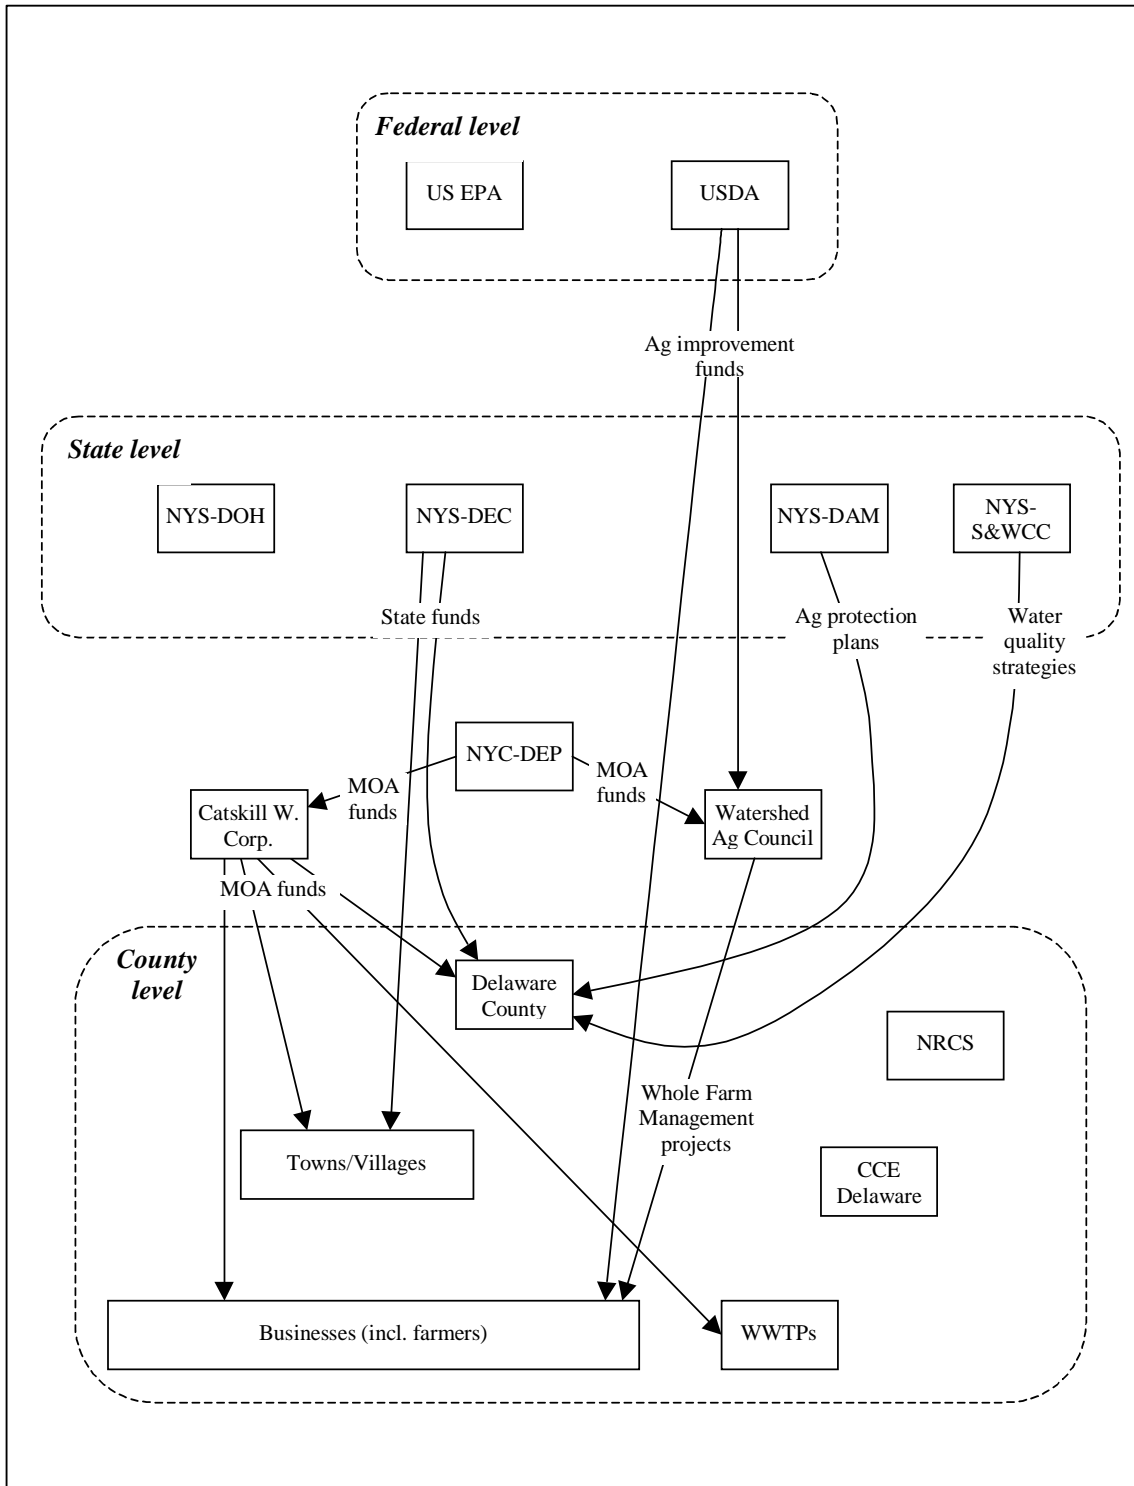 Federal level
US EPA
USDA
Ag improvement
funds
State level
NYS-DOH
NYS-DEC
NYS-DAM
NYS-
S&WCC
State funds
Ag protection
plans
Water
quality
strategies
NYC-DEP
MOA
funds
MOA
funds
Catskill W.
Corp.
Watershed
Ag Council
MOA funds
County
level
Delaware
County
NRCS
Whole Farm
Management
projects
Towns/Villages
CCE
Delaware
Businesses (incl. farmers)
WWTPs